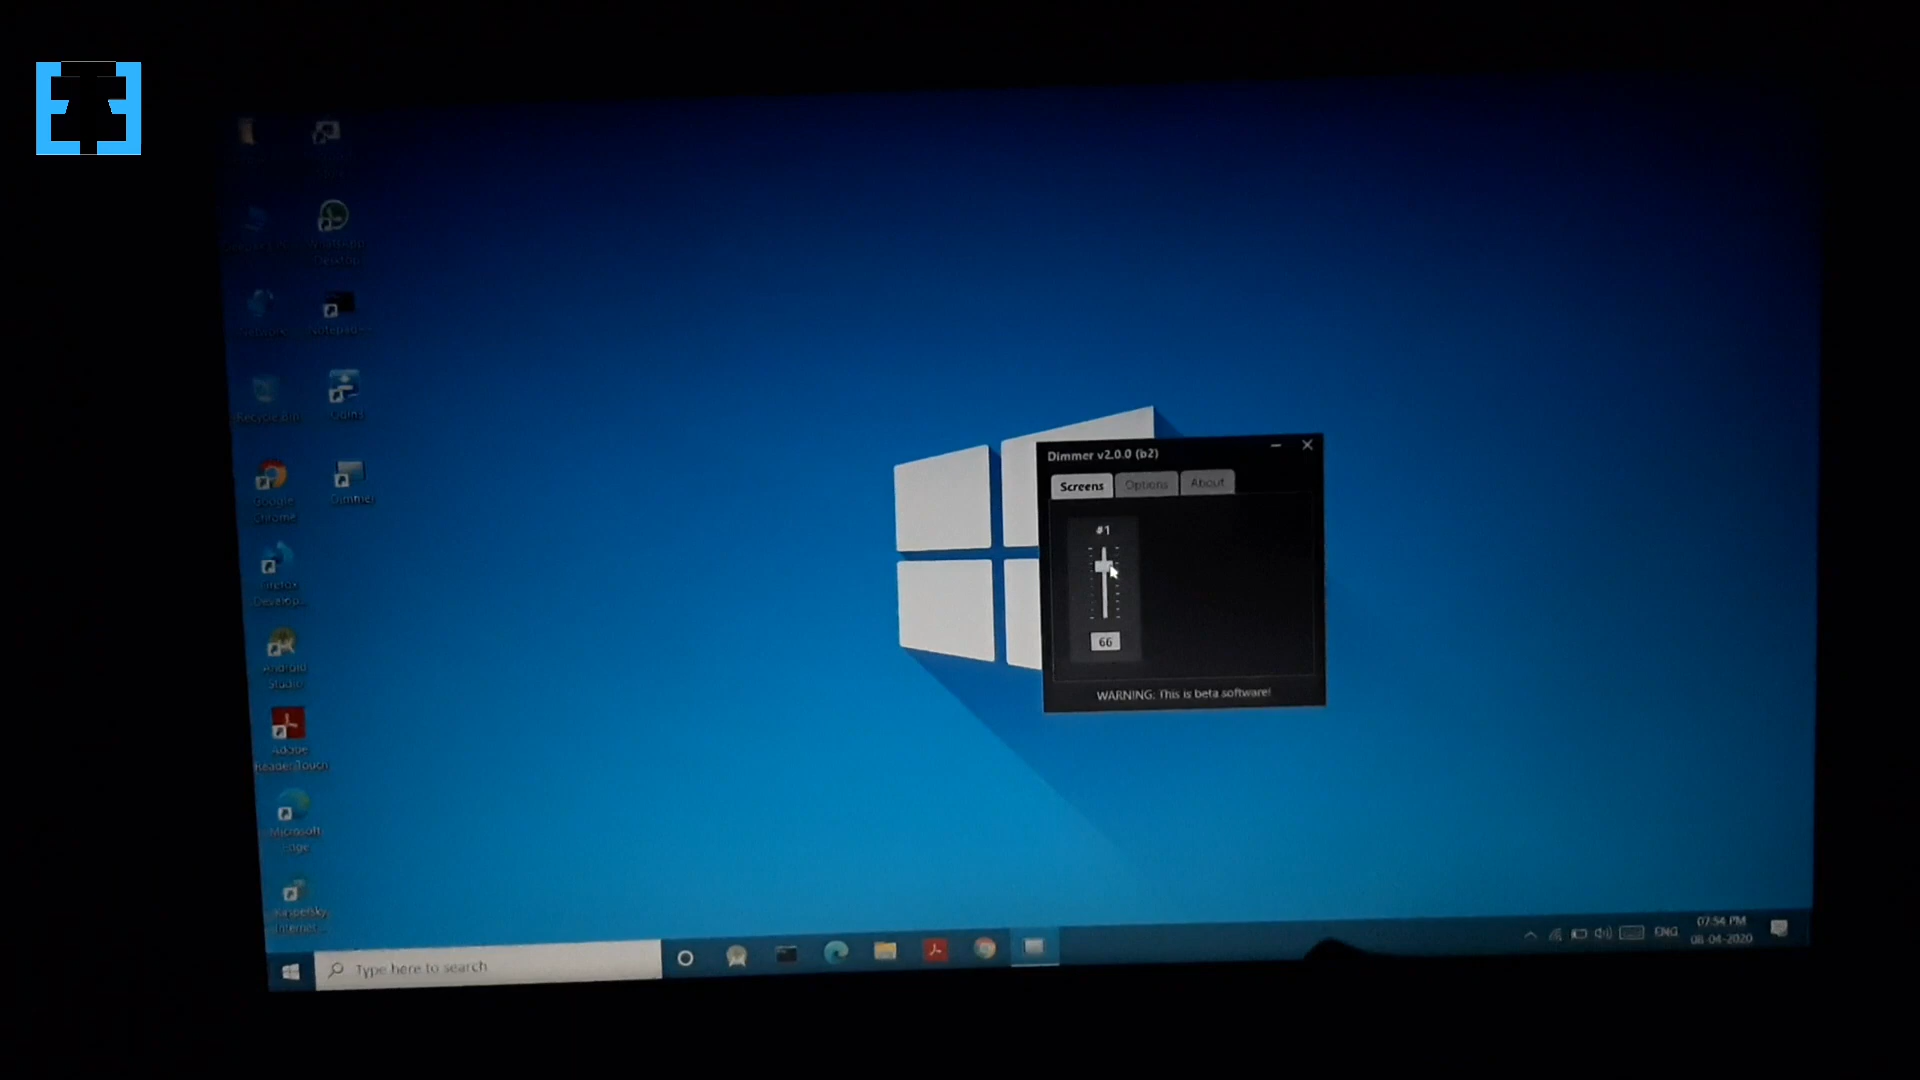 WhatsApp
Desktop
Network
Notepad++
Recycle Bin
Dimmer
Google
Chrome
Firefox
Develop...
Android
Studio
Adobe
Reader Touch
Microsoft
Edge
Kaspersky
Internet...
Dimmer v2.0.0 (b2)
Screens
Options
About
#1
66
WARNING: This is beta software!
Type here to search
ENG
07:54 PM
08-04-2020